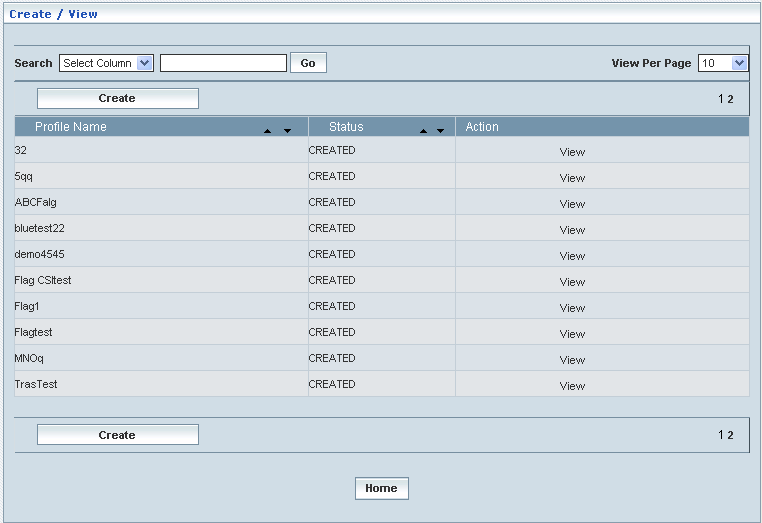 Create / View
Search Select Column Go View Per Page 10
Create 1 2
Profile Name Status Action
32 CREATED View
5qq CREATED View
ABCFalg CREATED View
bluetest22 CREATED View
demo4545 CREATED View
Flag CSItest CREATED View
Flag1 CREATED View
Flagtest CREATED View
MNOq CREATED View
TrasTest CREATED View
Create 1 2
Home